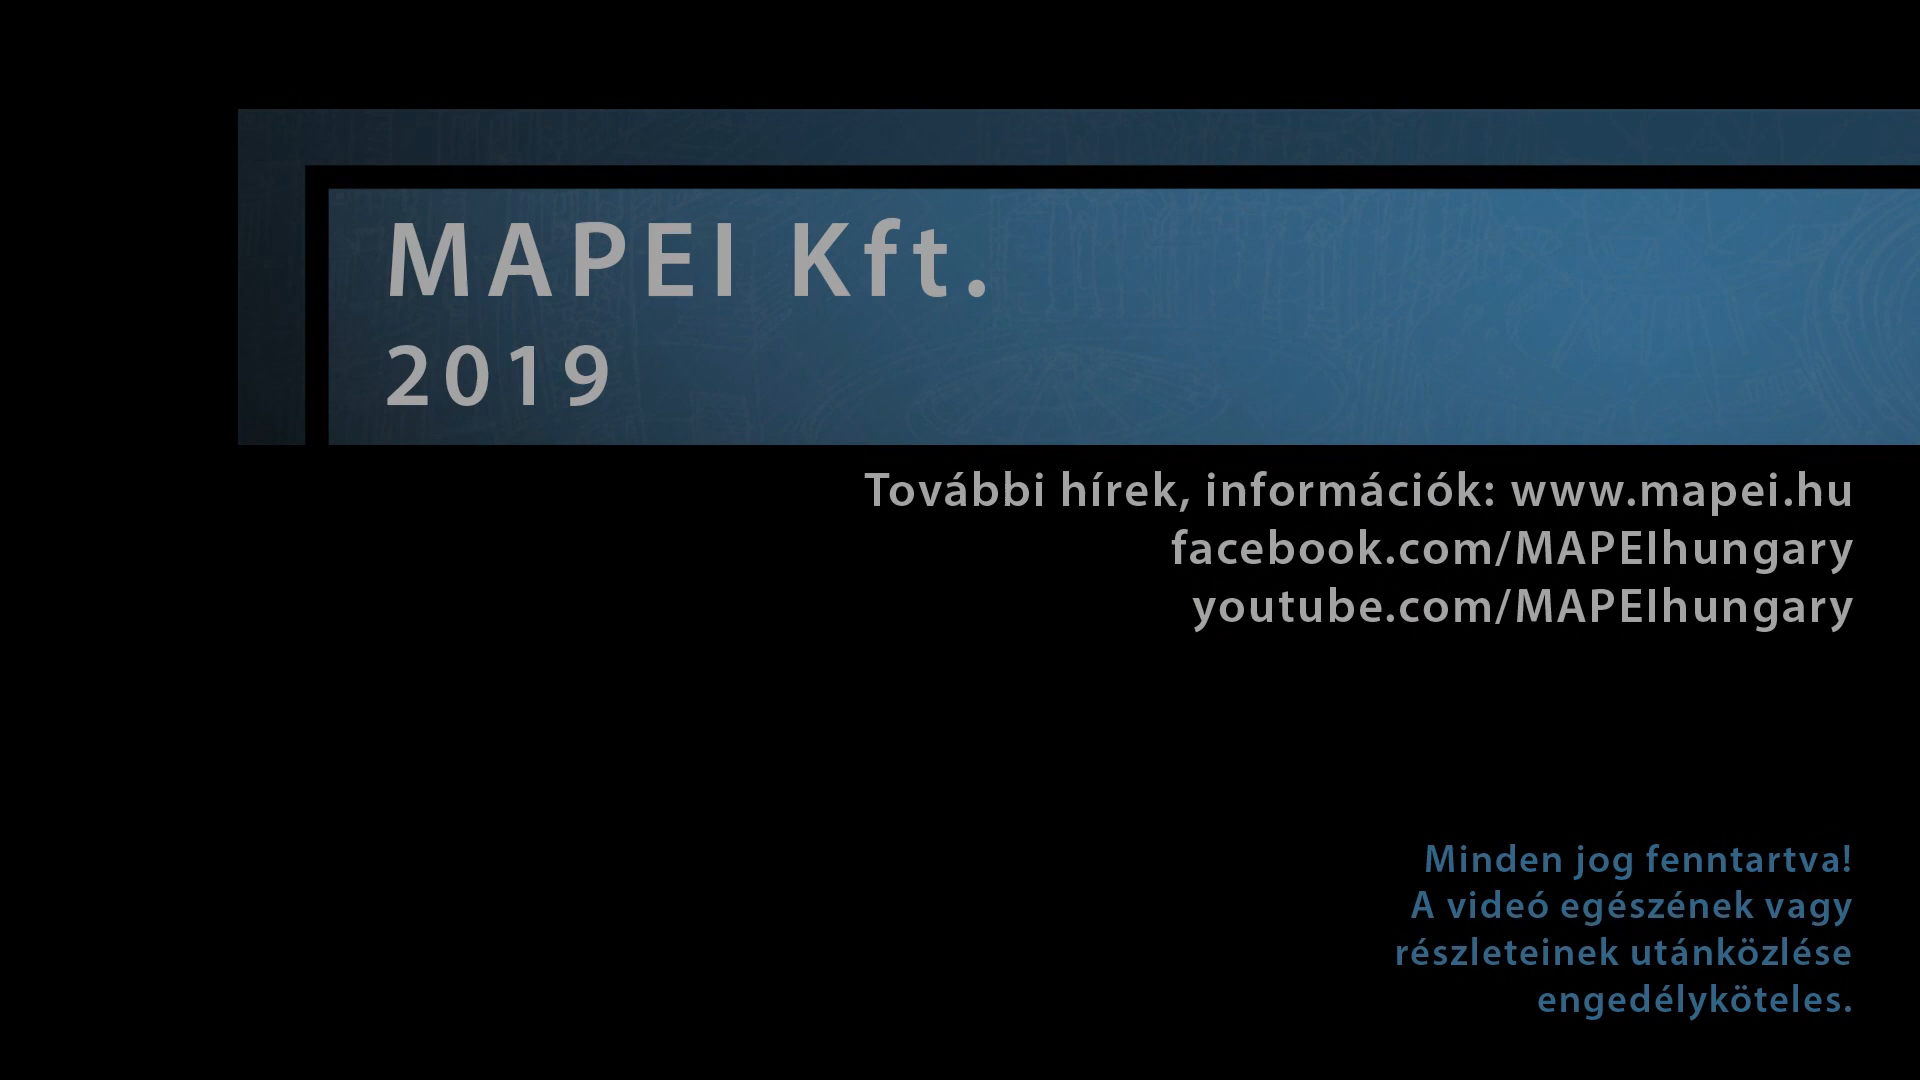 MAPEI Kft.
2019
További hírek, információk: www.mapei.hu
facebook.com/MAPEIhungary
youtube.com/MAPEIhungary
Minden jog fenntartva!
A videó egészének vagy
részleteinek utánközlése
engedélyköteles.